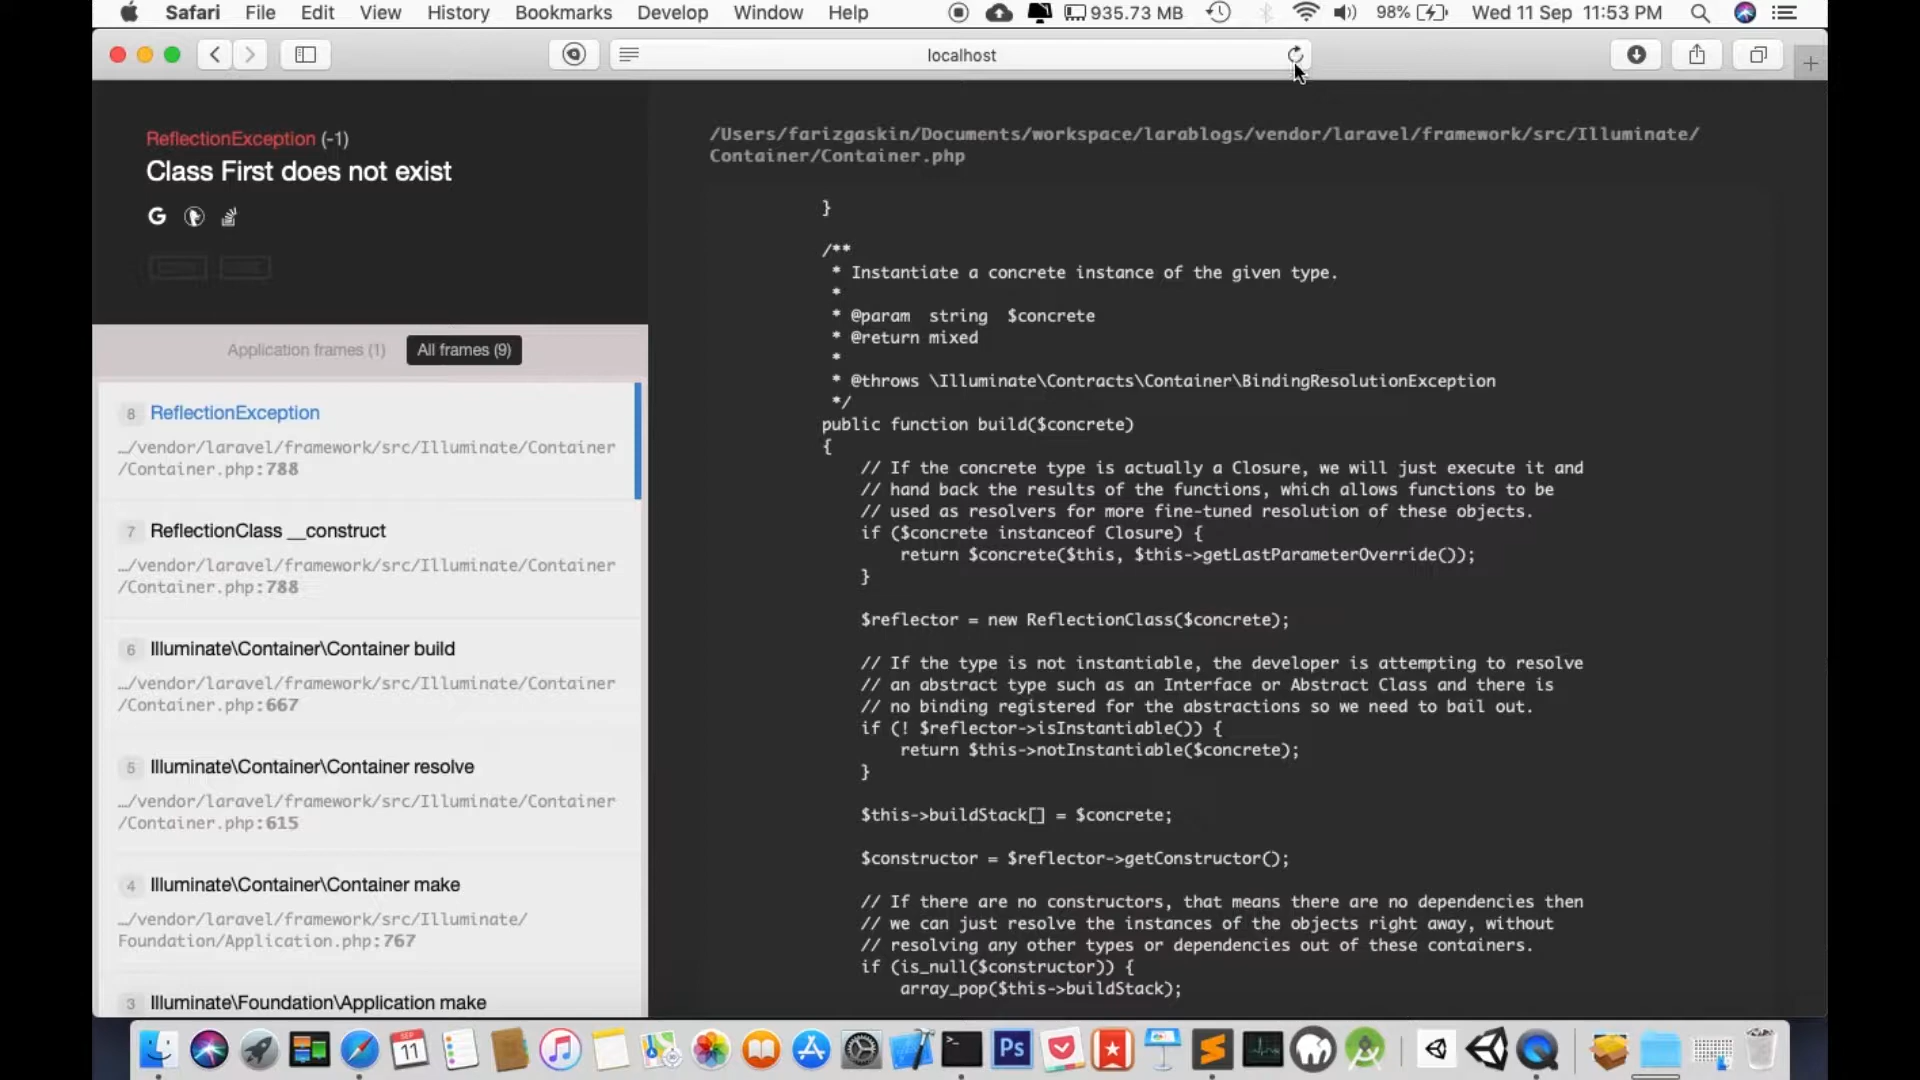 Safari File Edit View History Bookmarks Develop Window Help 935.73 MB 98% Wed 11 Sep 11:53 PM
localhost
ReflectionException (-1)
Class First does not exist
Application frames (1) All frames (9)
8 ReflectionException
…/vendor/laravel/framework/src/Illuminate/Container
/Container.php:788
7 ReflectionClass __construct
…/vendor/laravel/framework/src/Illuminate/Container
/Container.php:788
6 Illuminate\Container\Container build
…/vendor/laravel/framework/src/Illuminate/Container
/Container.php:667
5 Illuminate\Container\Container resolve
…/vendor/laravel/framework/src/Illuminate/Container
/Container.php:615
4 Illuminate\Container\Container make
…/vendor/laravel/framework/src/Illuminate/
Foundation/Application.php:767
3 Illuminate\Foundation\Application make
/Users/farizgaskin/Documents/workspace/larablogs/vendor/laravel/framework/src/Illuminate/
Container/Container.php
}
/**
* Instantiate a concrete instance of the given type.
*
* @param string $concrete
* @return mixed
*
* @throws \Illuminate\Contracts\Container\BindingResolutionException
*/
public function build($concrete)
{
// If the concrete type is actually a Closure, we will just execute it and
// hand back the results of the functions, which allows functions to be
// used as resolvers for more fine-tuned resolution of these objects.
if ($concrete instanceof Closure) {
return $concrete($this, $this->getLastParameterOverride());
}
$reflector = new ReflectionClass($concrete);
// If the type is not instantiable, the developer is attempting to resolve
// an abstract type such as an Interface or Abstract Class and there is
// no binding registered for the abstractions so we need to bail out.
if (! $reflector->isInstantiable()) {
return $this->notInstantiable($concrete);
}
$this->buildStack[] = $concrete;
$constructor = $reflector->getConstructor();
// If there are no constructors, that means there are no dependencies then
// we can just resolve the instances of the objects right away, without
// resolving any other types or dependencies out of these containers.
if (is_null($constructor)) {
array_pop($this->buildStack);
SEP
11
Ps